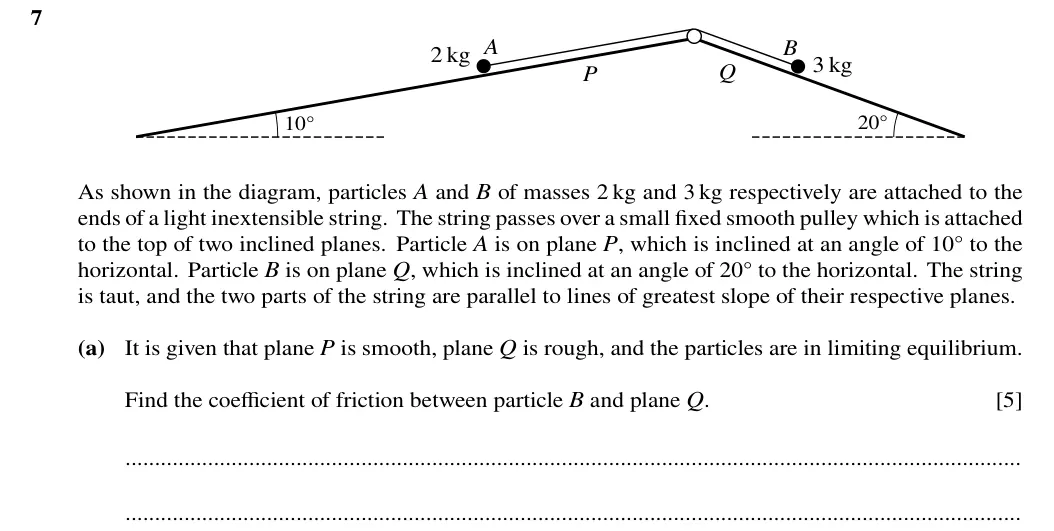 7
2 kg A
P
B
3 kg
Q
10°
20°
As shown in the diagram, particles A and B of masses 2 kg and 3 kg respectively are attached to the
ends of a light inextensible string. The string passes over a small fixed smooth pulley which is attached
to the top of two inclined planes. Particle A is on plane P, which is inclined at an angle of 10° to the
horizontal. Particle B is on plane Q, which is inclined at an angle of 20° to the horizontal. The string
is taut, and the two parts of the string are parallel to lines of greatest slope of their respective planes.
(a) It is given that plane P is smooth, plane Q is rough, and the particles are in limiting equilibrium.
Find the coefficient of friction between particle B and plane Q. [5]